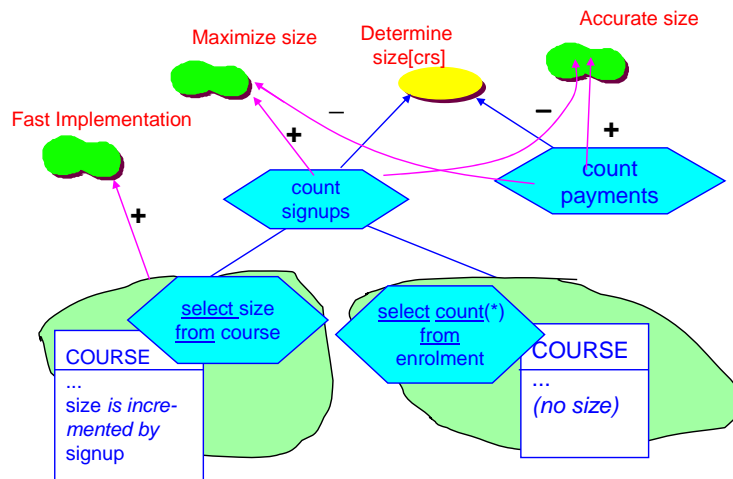 Maximize size
Determine
size[crs]
Accurate size
Fast Implementation
–
–
+
+
+
count
signups
count
payments
select size
from course
select count(*)
from
enrolment
COURSE
...
size is incre-
mented by
signup
COURSE
...
(no size)